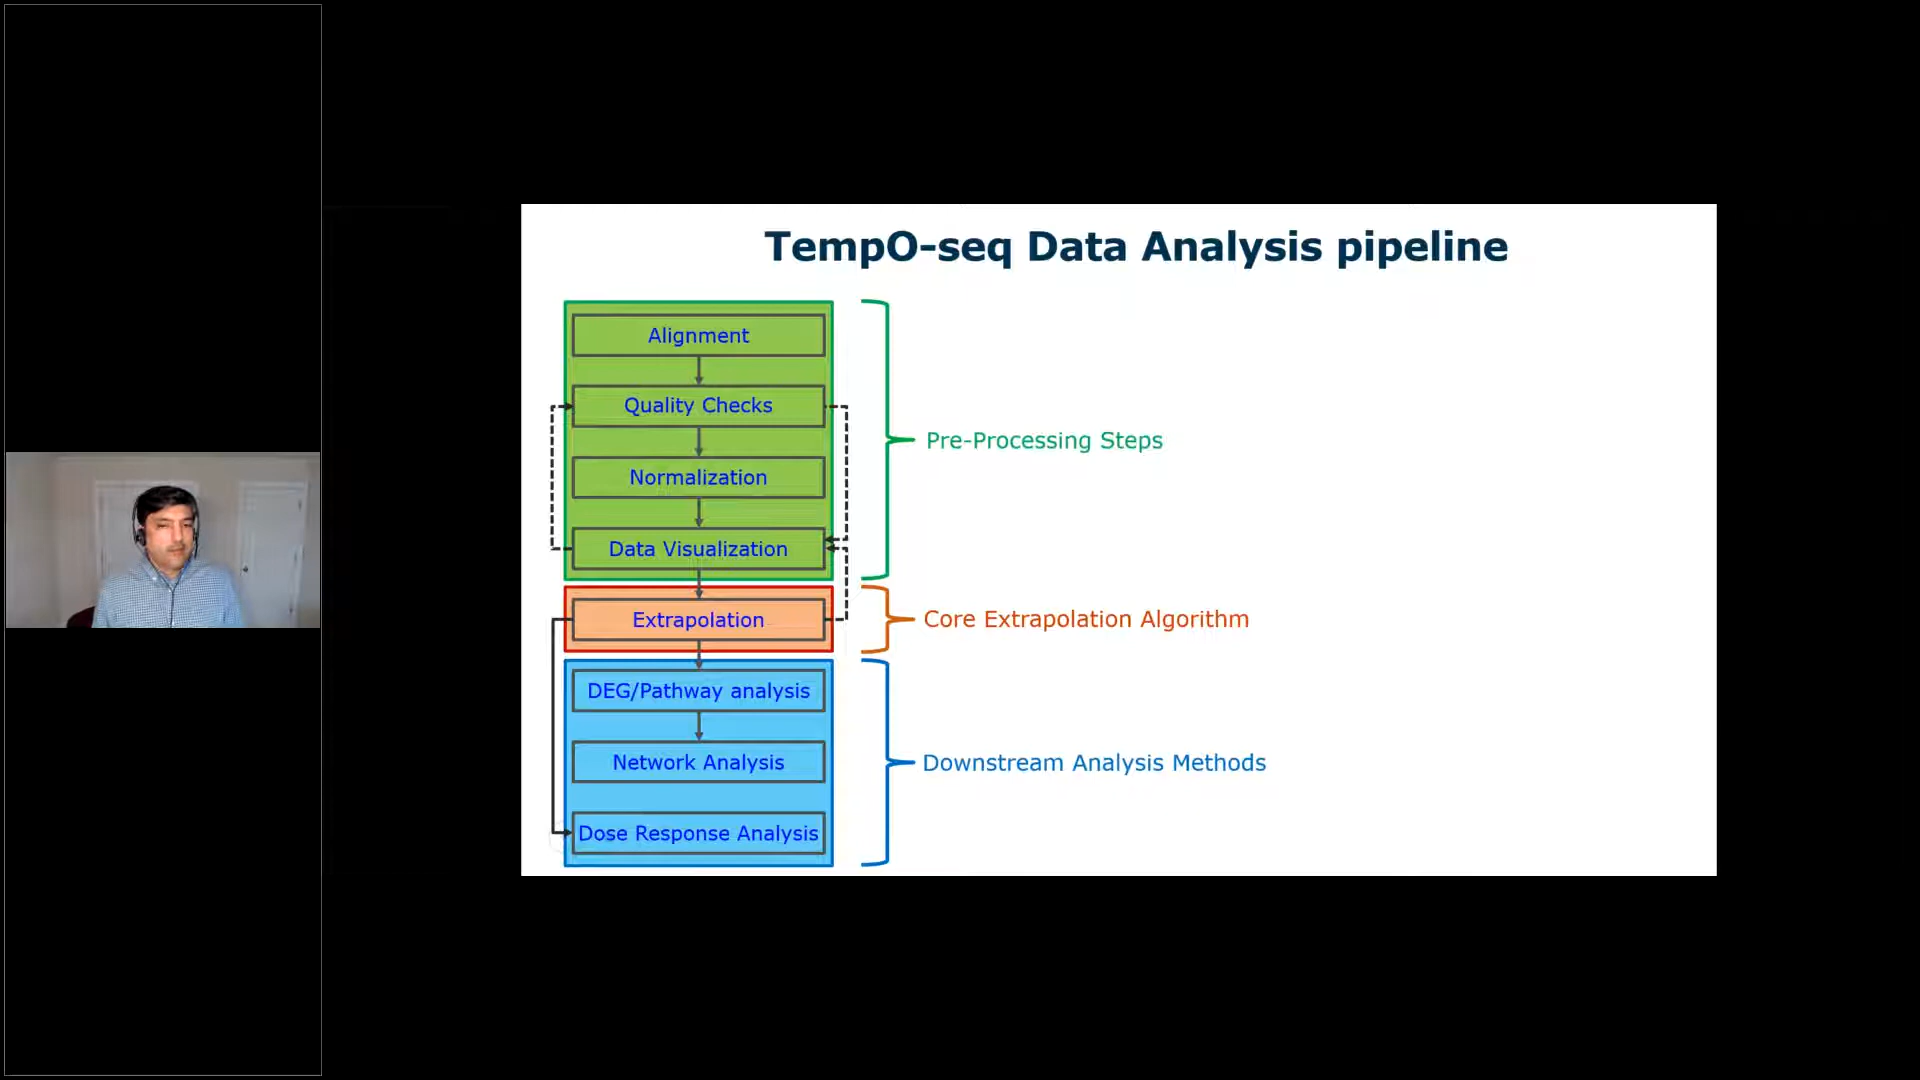 TempO-seq Data Analysis pipeline
Alignment
Quality Checks
Normalization
Data Visualization
Pre-Processing Steps
Extrapolation
Core Extrapolation Algorithm
DEG/Pathway analysis
Network Analysis
Dose Response Analysis
Downstream Analysis Methods